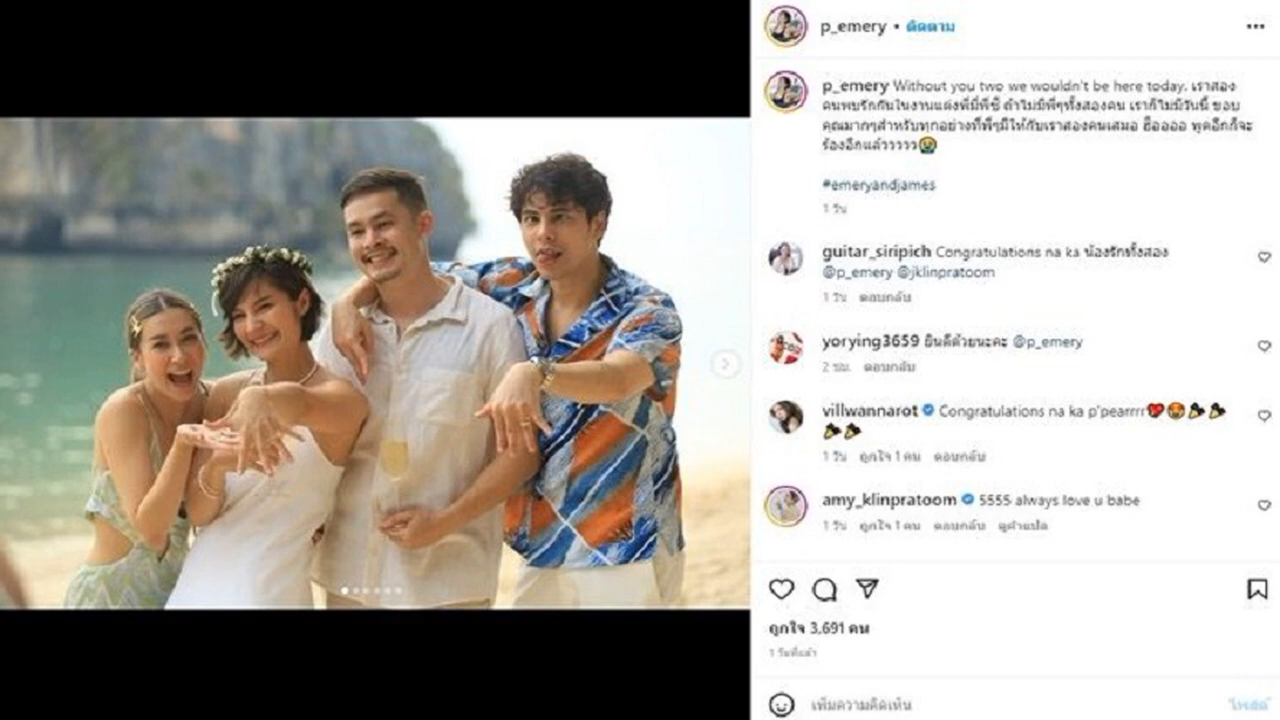 p_emery • ติดตาม
p_emery Without you two we wouldn't be here today. เราสอง
คนพบรักกันในงานแต่งพี่มี่พี่ซี ถ้าไม่มีพี่ๆทั้งสองคน เราก็ไม่มีวันนี้ ขอบ
คุณมากๆสำหรับทุกอย่างที่พี่ๆมีให้กับเราสองคนเสมอ ฮืออออ พูดอีกก็จะ
ร้องอีกแล้ววววว😭
#emeryandjames
1 วัน
guitar_siripich Congratulations na ka น้องรักทั้งสอง
@p_emery @jklinpratoom
1 วัน ตอบกลับ
yorying3659 ยินดีด้วยนะคะ @p_emery
2 ชม. ตอบกลับ
villwannarot Congratulations na ka p'pearrrr
1 วัน ถูกใจ 1 คน ตอบกลับ
amy_klinpratoom 5555 always love u babe
1 วัน ถูกใจ 1 คน ตอบกลับ ดูคำแปล
ถูกใจ 3,691 คน
1 วันที่แล้ว
เพิ่มความคิดเห็น
โพสต์